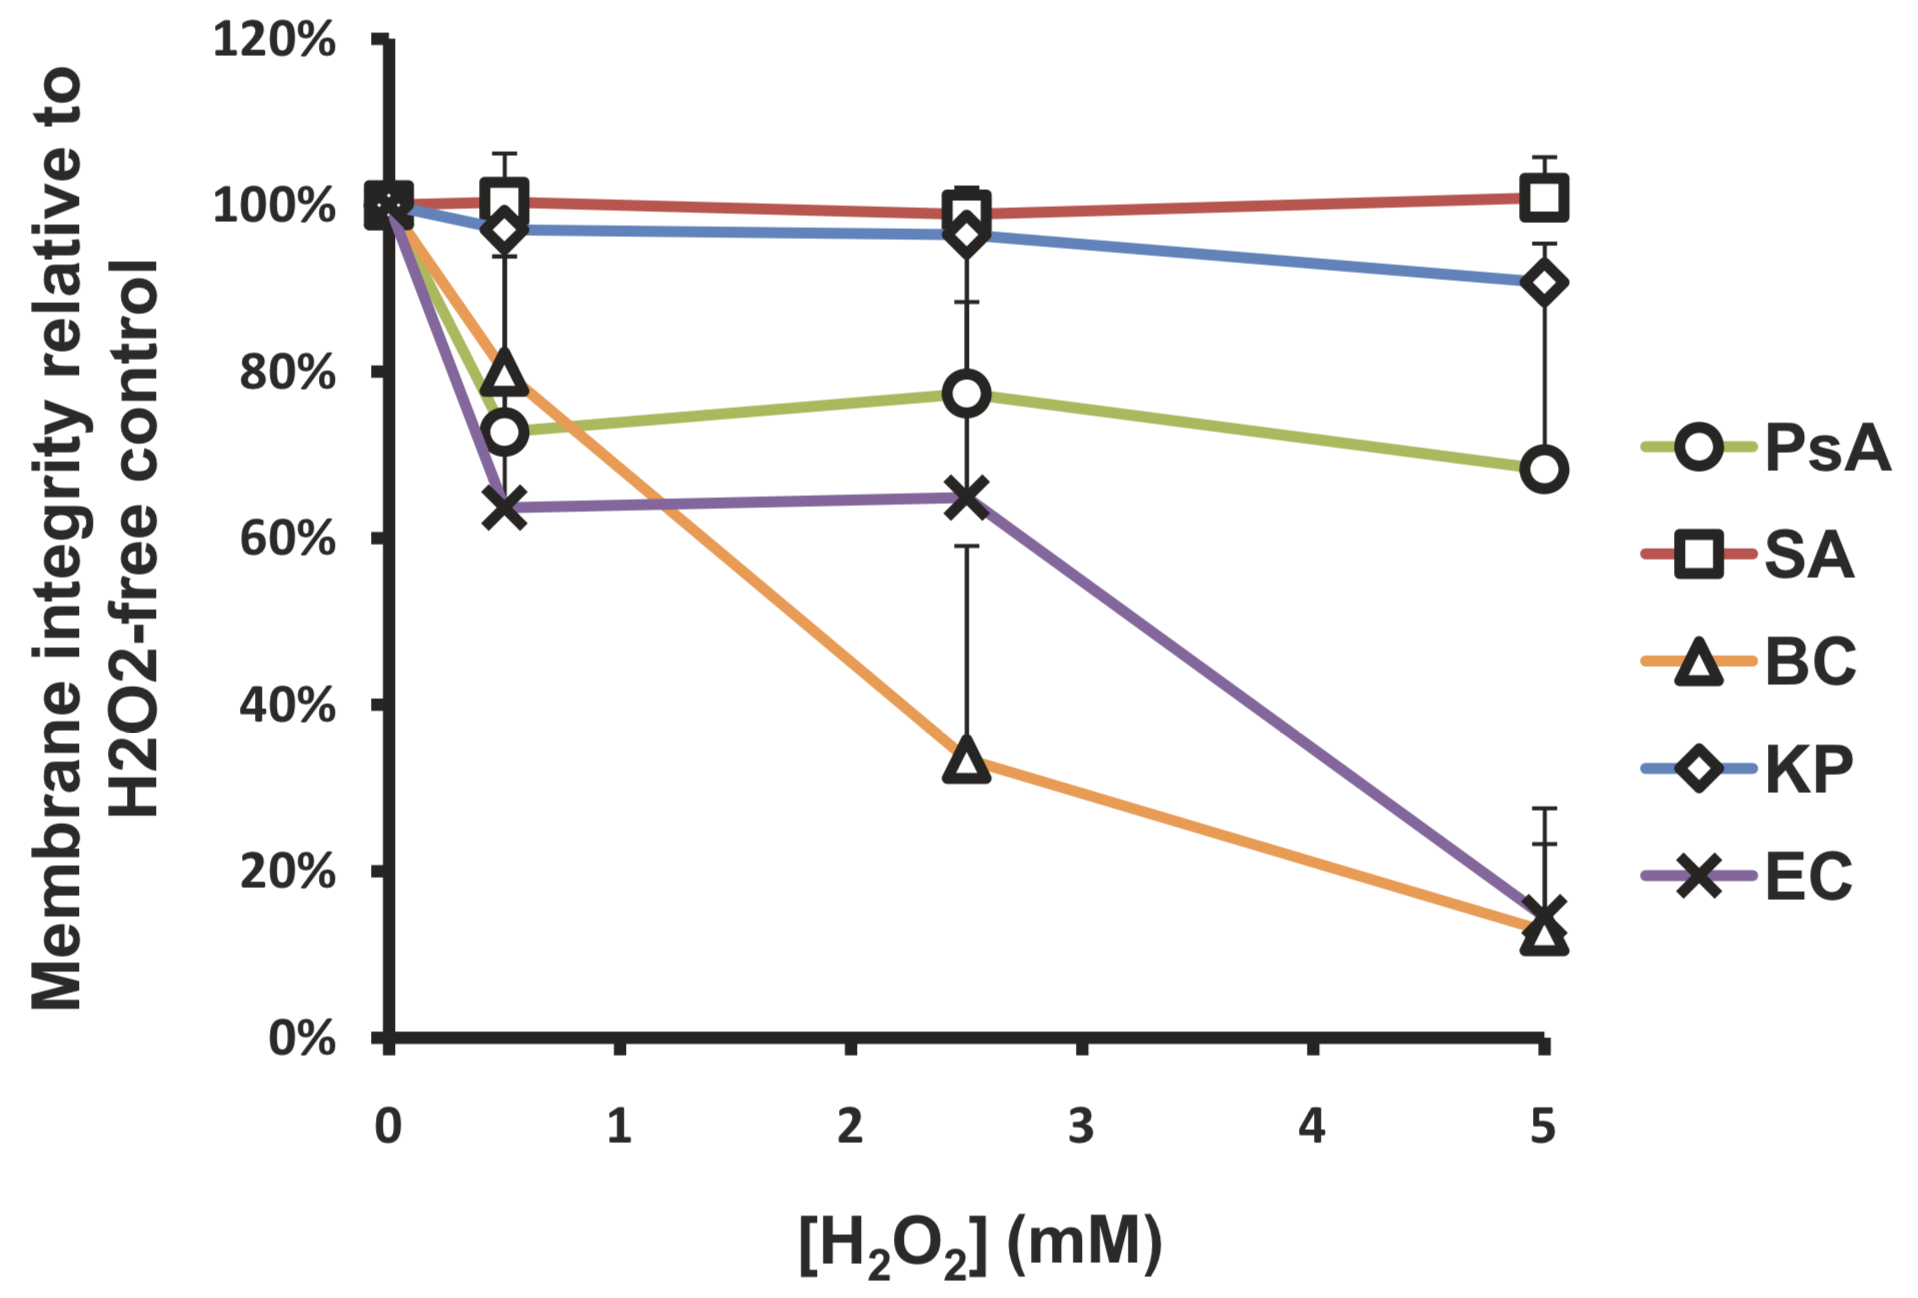 Membrane integrity relative to
H2O2-free control
120%
100%
80%
60%
40%
20%
0%
0 1 2 3 4 5
[H₂O₂] (mM)
PsA
SA
BC
KP
EC